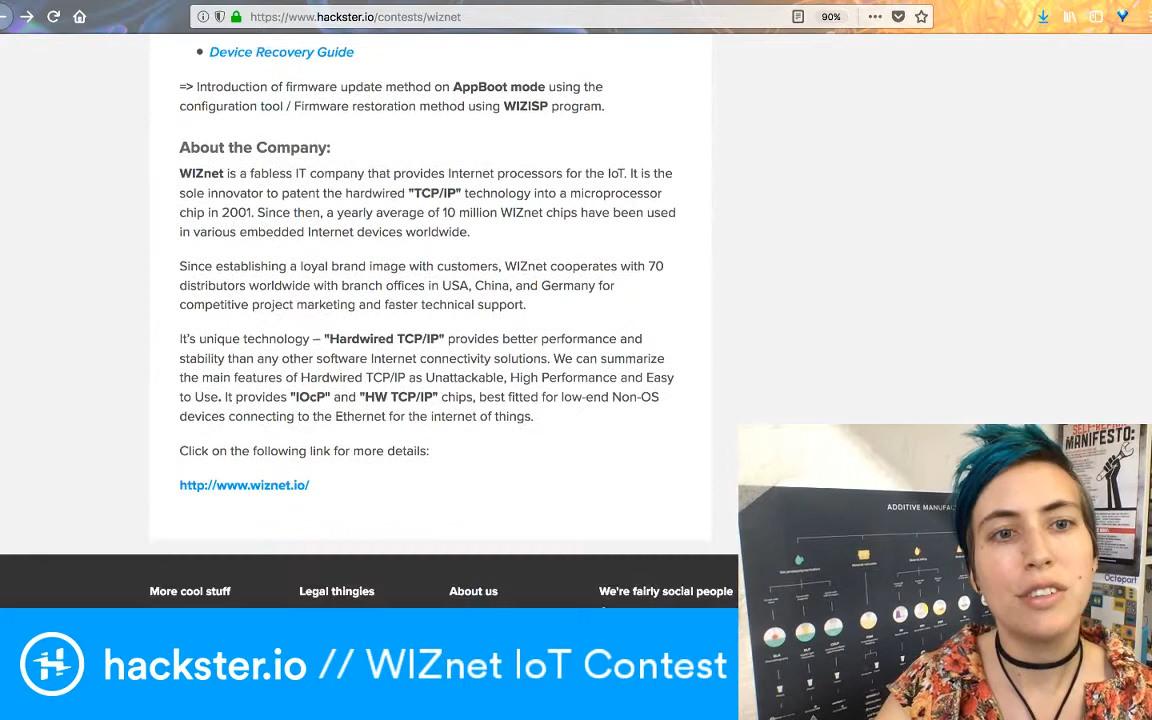 https://www.hackster.io/contests/wiznet
90%
Device Recovery Guide
=> Introduction of firmware update method on AppBoot mode using the
configuration tool / Firmware restoration method using WIZISP program.
About the Company:
WIZnet is a fabless IT company that provides Internet processors for the IoT. It is the
sole innovator to patent the hardwired "TCP/IP" technology into a microprocessor
chip in 2001. Since then, a yearly average of 10 million WIZnet chips have been used
in various embedded Internet devices worldwide.
Since establishing a loyal brand image with customers, WIZnet cooperates with 70
distributors worldwide with branch offices in USA, China, and Germany for
competitive project marketing and faster technical support.
It's unique technology – "Hardwired TCP/IP" provides better performance and
stability than any other software Internet connectivity solutions. We can summarize
the main features of Hardwired TCP/IP as Unattackable, High Performance and Easy
to Use. It provides "IOcP" and "HW TCP/IP" chips, best fitted for low-end Non-OS
devices connecting to the Ethernet for the internet of things.
Click on the following link for more details:
http://www.wiznet.io/
More cool stuff
Legal thingies
About us
We're fairly social people
hackster.io // WIZnet IoT Contest
MANIFESTO:
ADDITIVE
Octopart